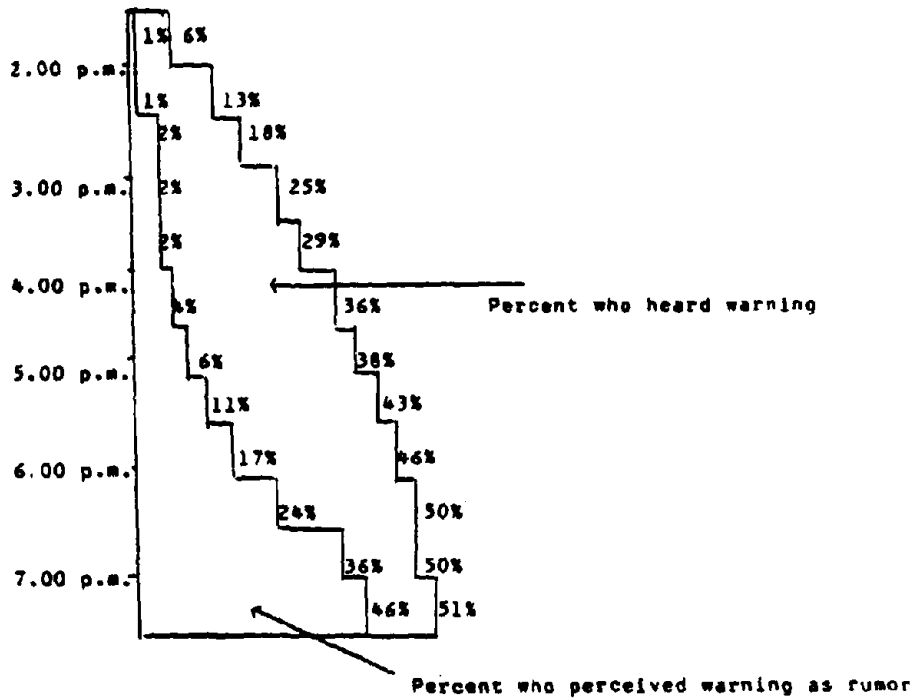 1% 6%
2.00 p.m.
1% 13%
2% 18%
3.00 p.m. 2% 25%
2% 29%
4.00 p.m.
4% 36%
Percent who heard warning
5.00 p.m. 6% 38%
11% 43%
17% 46%
6.00 p.m.
24% 50%
36% 50%
7.00 p.m.
46% 51%
Percent who perceived warning as rumor